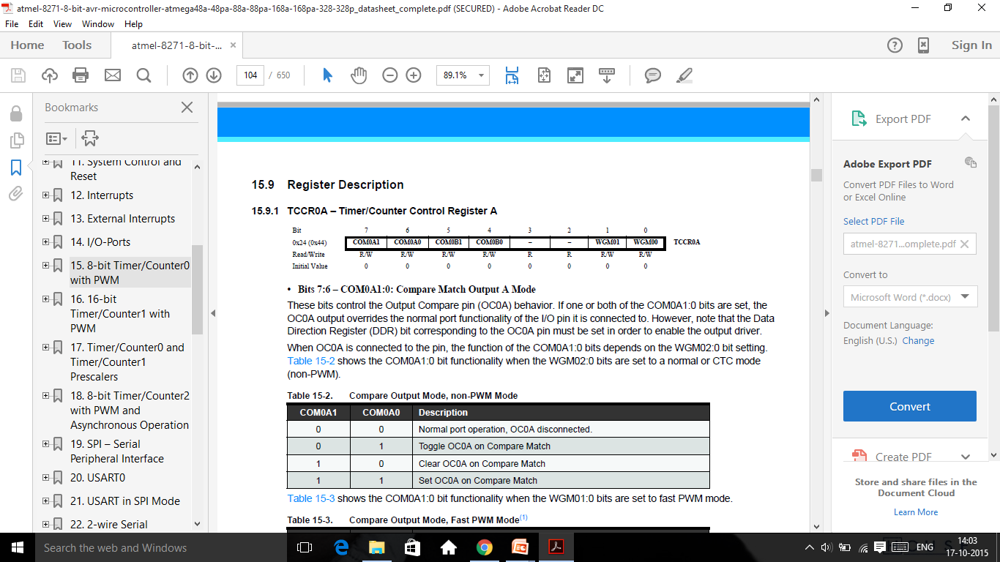 atmel-8271-8-bit-avr-microcontroller-atmega48a-48pa-88a-88pa-168a-168pa-328-328p_datasheet_complete.pdf (SECURED) - Adobe Acrobat Reader DC
File Edit View Window Help
Home Tools atmel-8271-8-bit-... × Sign In
104 / 650 89.1%
Bookmarks
11. System Control and
Reset
12. Interrupts
13. External Interrupts
14. I/O-Ports
15. 8-bit Timer/Counter0
with PWM
16. 16-bit
Timer/Counter1 with
PWM
17. Timer/Counter0 and
Timer/Counter1
Prescalers
18. 8-bit Timer/Counter2
with PWM and
Asynchronous Operation
19. SPI – Serial
Peripheral Interface
20. USART0
21. USART in SPI Mode
22. 2-wire Serial
15.9 Register Description
15.9.1 TCCR0A – Timer/Counter Control Register A
Bit 7 6 5 4 3 2 1 0
0x24 (0x44) COM0A1 COM0A0 COM0B1 COM0B0 – – WGM01 WGM00 TCCR0A
Read/Write R/W R/W R/W R/W R R R/W R/W
Initial Value 0 0 0 0 0 0 0 0
• Bits 7:6 – COM0A1:0: Compare Match Output A Mode
These bits control the Output Compare pin (OC0A) behavior. If one or both of the COM0A1:0 bits are set, the
OC0A output overrides the normal port functionality of the I/O pin it is connected to. However, note that the Data
Direction Register (DDR) bit corresponding to the OC0A pin must be set in order to enable the output driver.
When OC0A is connected to the pin, the function of the COM0A1:0 bits depends on the WGM02:0 bit setting.
Table 15-2 shows the COM0A1:0 bit functionality when the WGM02:0 bits are set to a normal or CTC mode
(non-PWM).
Table 15-2. Compare Output Mode, non-PWM Mode
COM0A1 COM0A0 Description
0 0 Normal port operation, OC0A disconnected.
0 1 Toggle OC0A on Compare Match
1 0 Clear OC0A on Compare Match
1 1 Set OC0A on Compare Match
Table 15-3 shows the COM0A1:0 bit functionality when the WGM01:0 bits are set to fast PWM mode.
Table 15-3. Compare Output Mode, Fast PWM Mode(1)
Export PDF
Adobe Export PDF
Convert PDF Files to Word
or Excel Online
Select PDF File
atmel-8271...omplete.pdf
Convert to
Microsoft Word (*.docx)
Document Language:
English (U.S.) Change
Convert
Create PDF
Store and share files in the
Document Cloud
Learn More
Search the web and Windows
ENG
14:03
17-10-2015